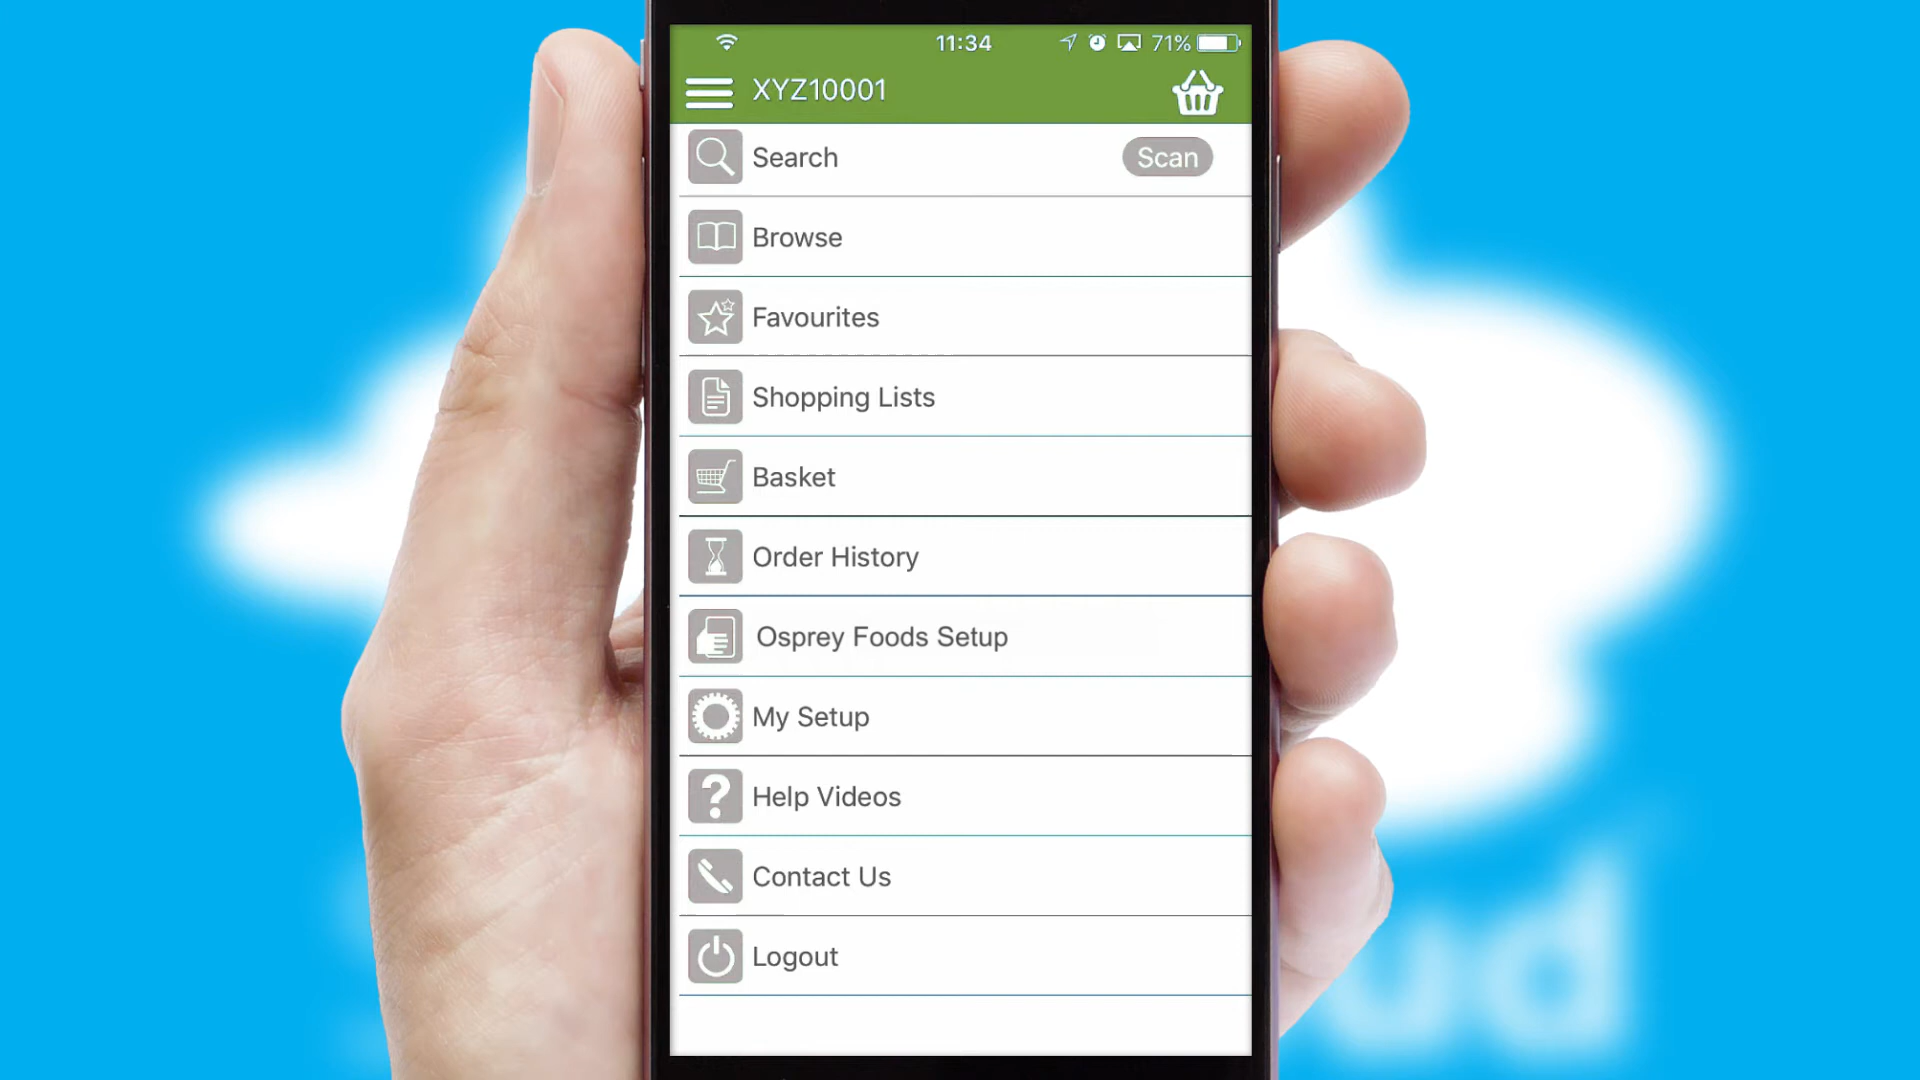 11:34 71%
XYZ10001
Search Scan
Browse
Favourites
Shopping Lists
Basket
Order History
Osprey Foods Setup
My Setup
Help Videos
Contact Us
Logout
ud